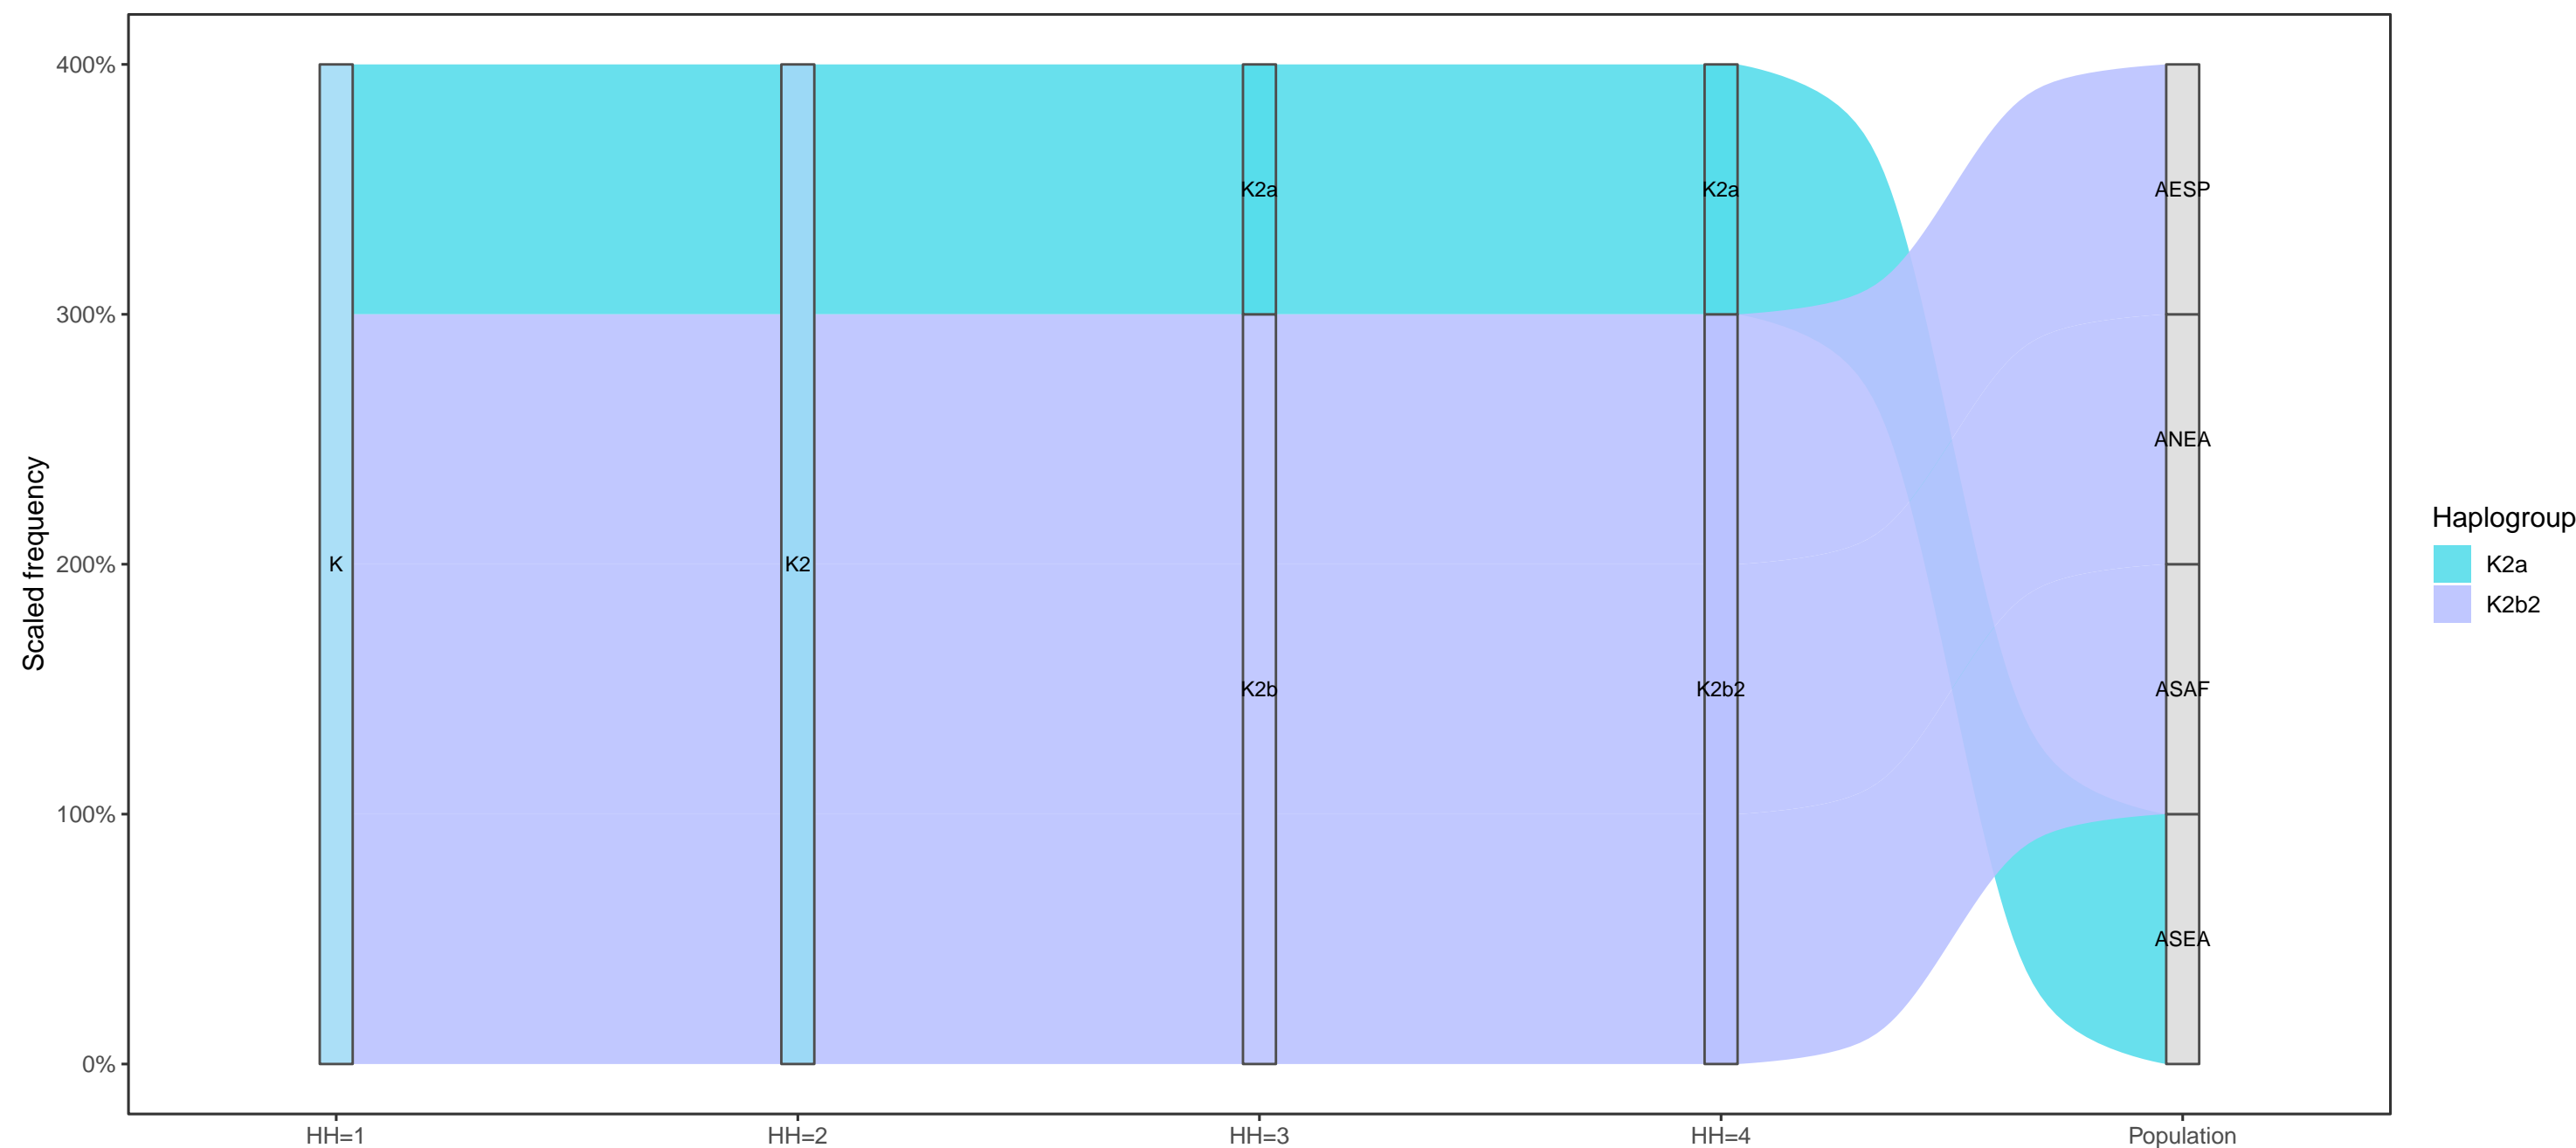 Scaled frequency
400%
300%
200%
100%
0%
K
K2
K2a
K2b
K2a
K2b2
AESP
ANEA
ASAF
ASEA
HH=1
HH=2
HH=3
HH=4
Population
Haplogroup
K2a
K2b2